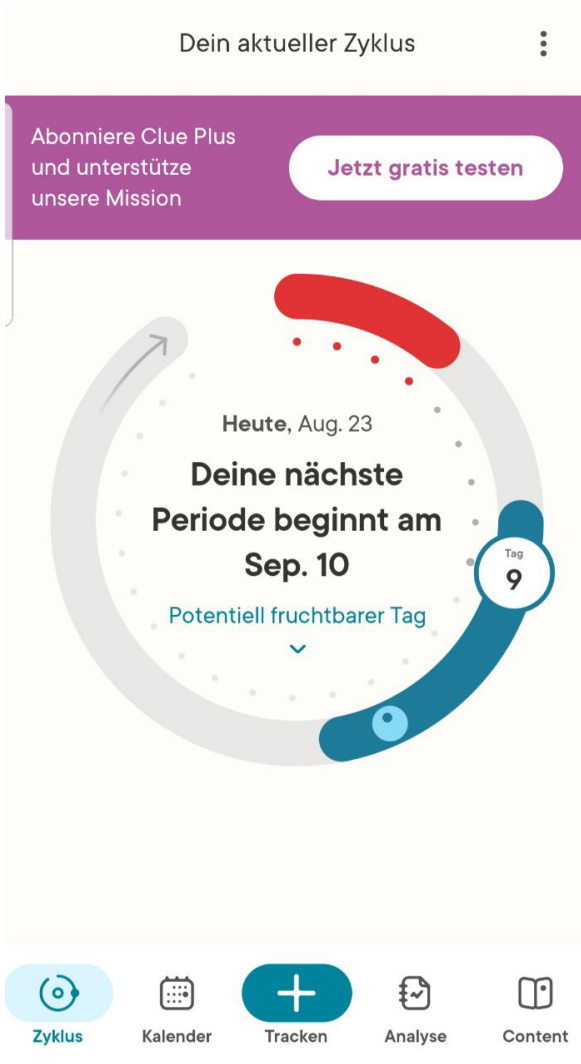 Dein aktueller Zyklus
Abonniere Clue Plus
und unterstütze
unsere Mission
Jetzt gratis testen
Heute, Aug. 23
Deine nächste
Periode beginnt am
Sep. 10
Potentiell fruchtbarer Tag
Tag
9
Zyklus
Kalender
Tracken
Analyse
Content